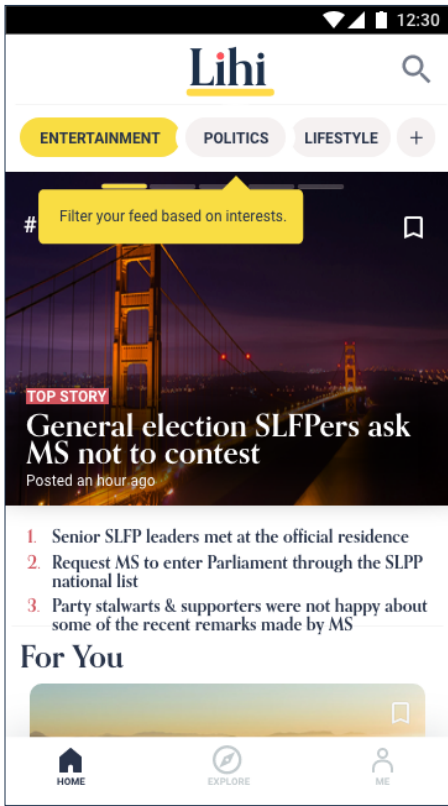 12:30
Lihi
ENTERTAINMENT
POLITICS
LIFESTYLE
+
Filter your feed based on interests.
#
TOP STORY
General election SLFPers ask
MS not to contest
Posted an hour ago
1. Senior SLFP leaders met at the official residence
2. Request MS to enter Parliament through the SLPP
national list
3. Party stalwarts & supporters were not happy about
some of the recent remarks made by MS
For You
HOME
EXPLORE
ME